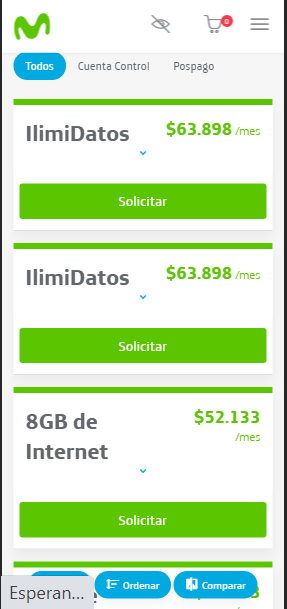 0
Todos
Cuenta Control
Pospago
IlimiDatos
$63.898 /mes
Solicitar
IlimiDatos
$63.898 /mes
Solicitar
8GB de
Internet
$52.133
/mes
Solicitar
Esperan...
Ordenar
Comparar